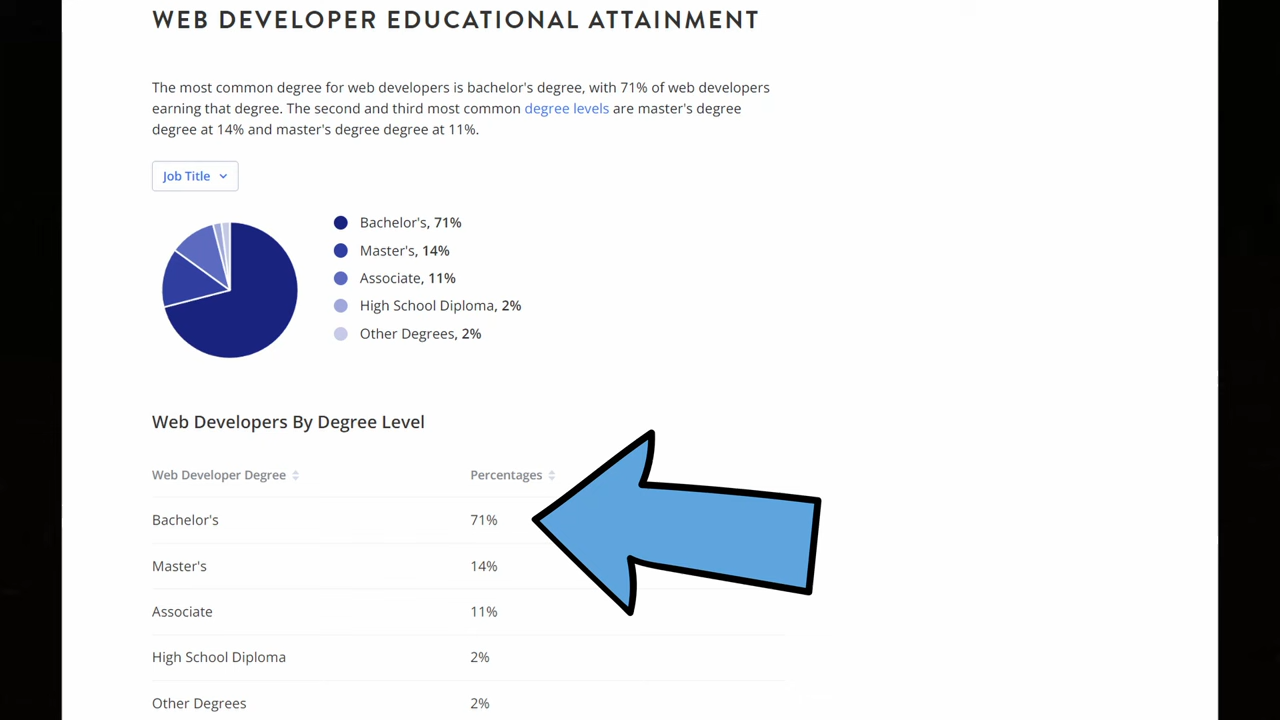 WEB DEVELOPER EDUCATIONAL ATTAINMENT
The most common degree for web developers is bachelor's degree, with 71% of web developers
earning that degree. The second and third most common degree levels are master's degree
degree at 14% and master's degree degree at 11%.
Job Title
Bachelor's, 71%
Master's, 14%
Associate, 11%
High School Diploma, 2%
Other Degrees, 2%
Web Developers By Degree Level
Web Developer Degree Percentages
Bachelor's 71%
Master's 14%
Associate 11%
High School Diploma 2%
Other Degrees 2%